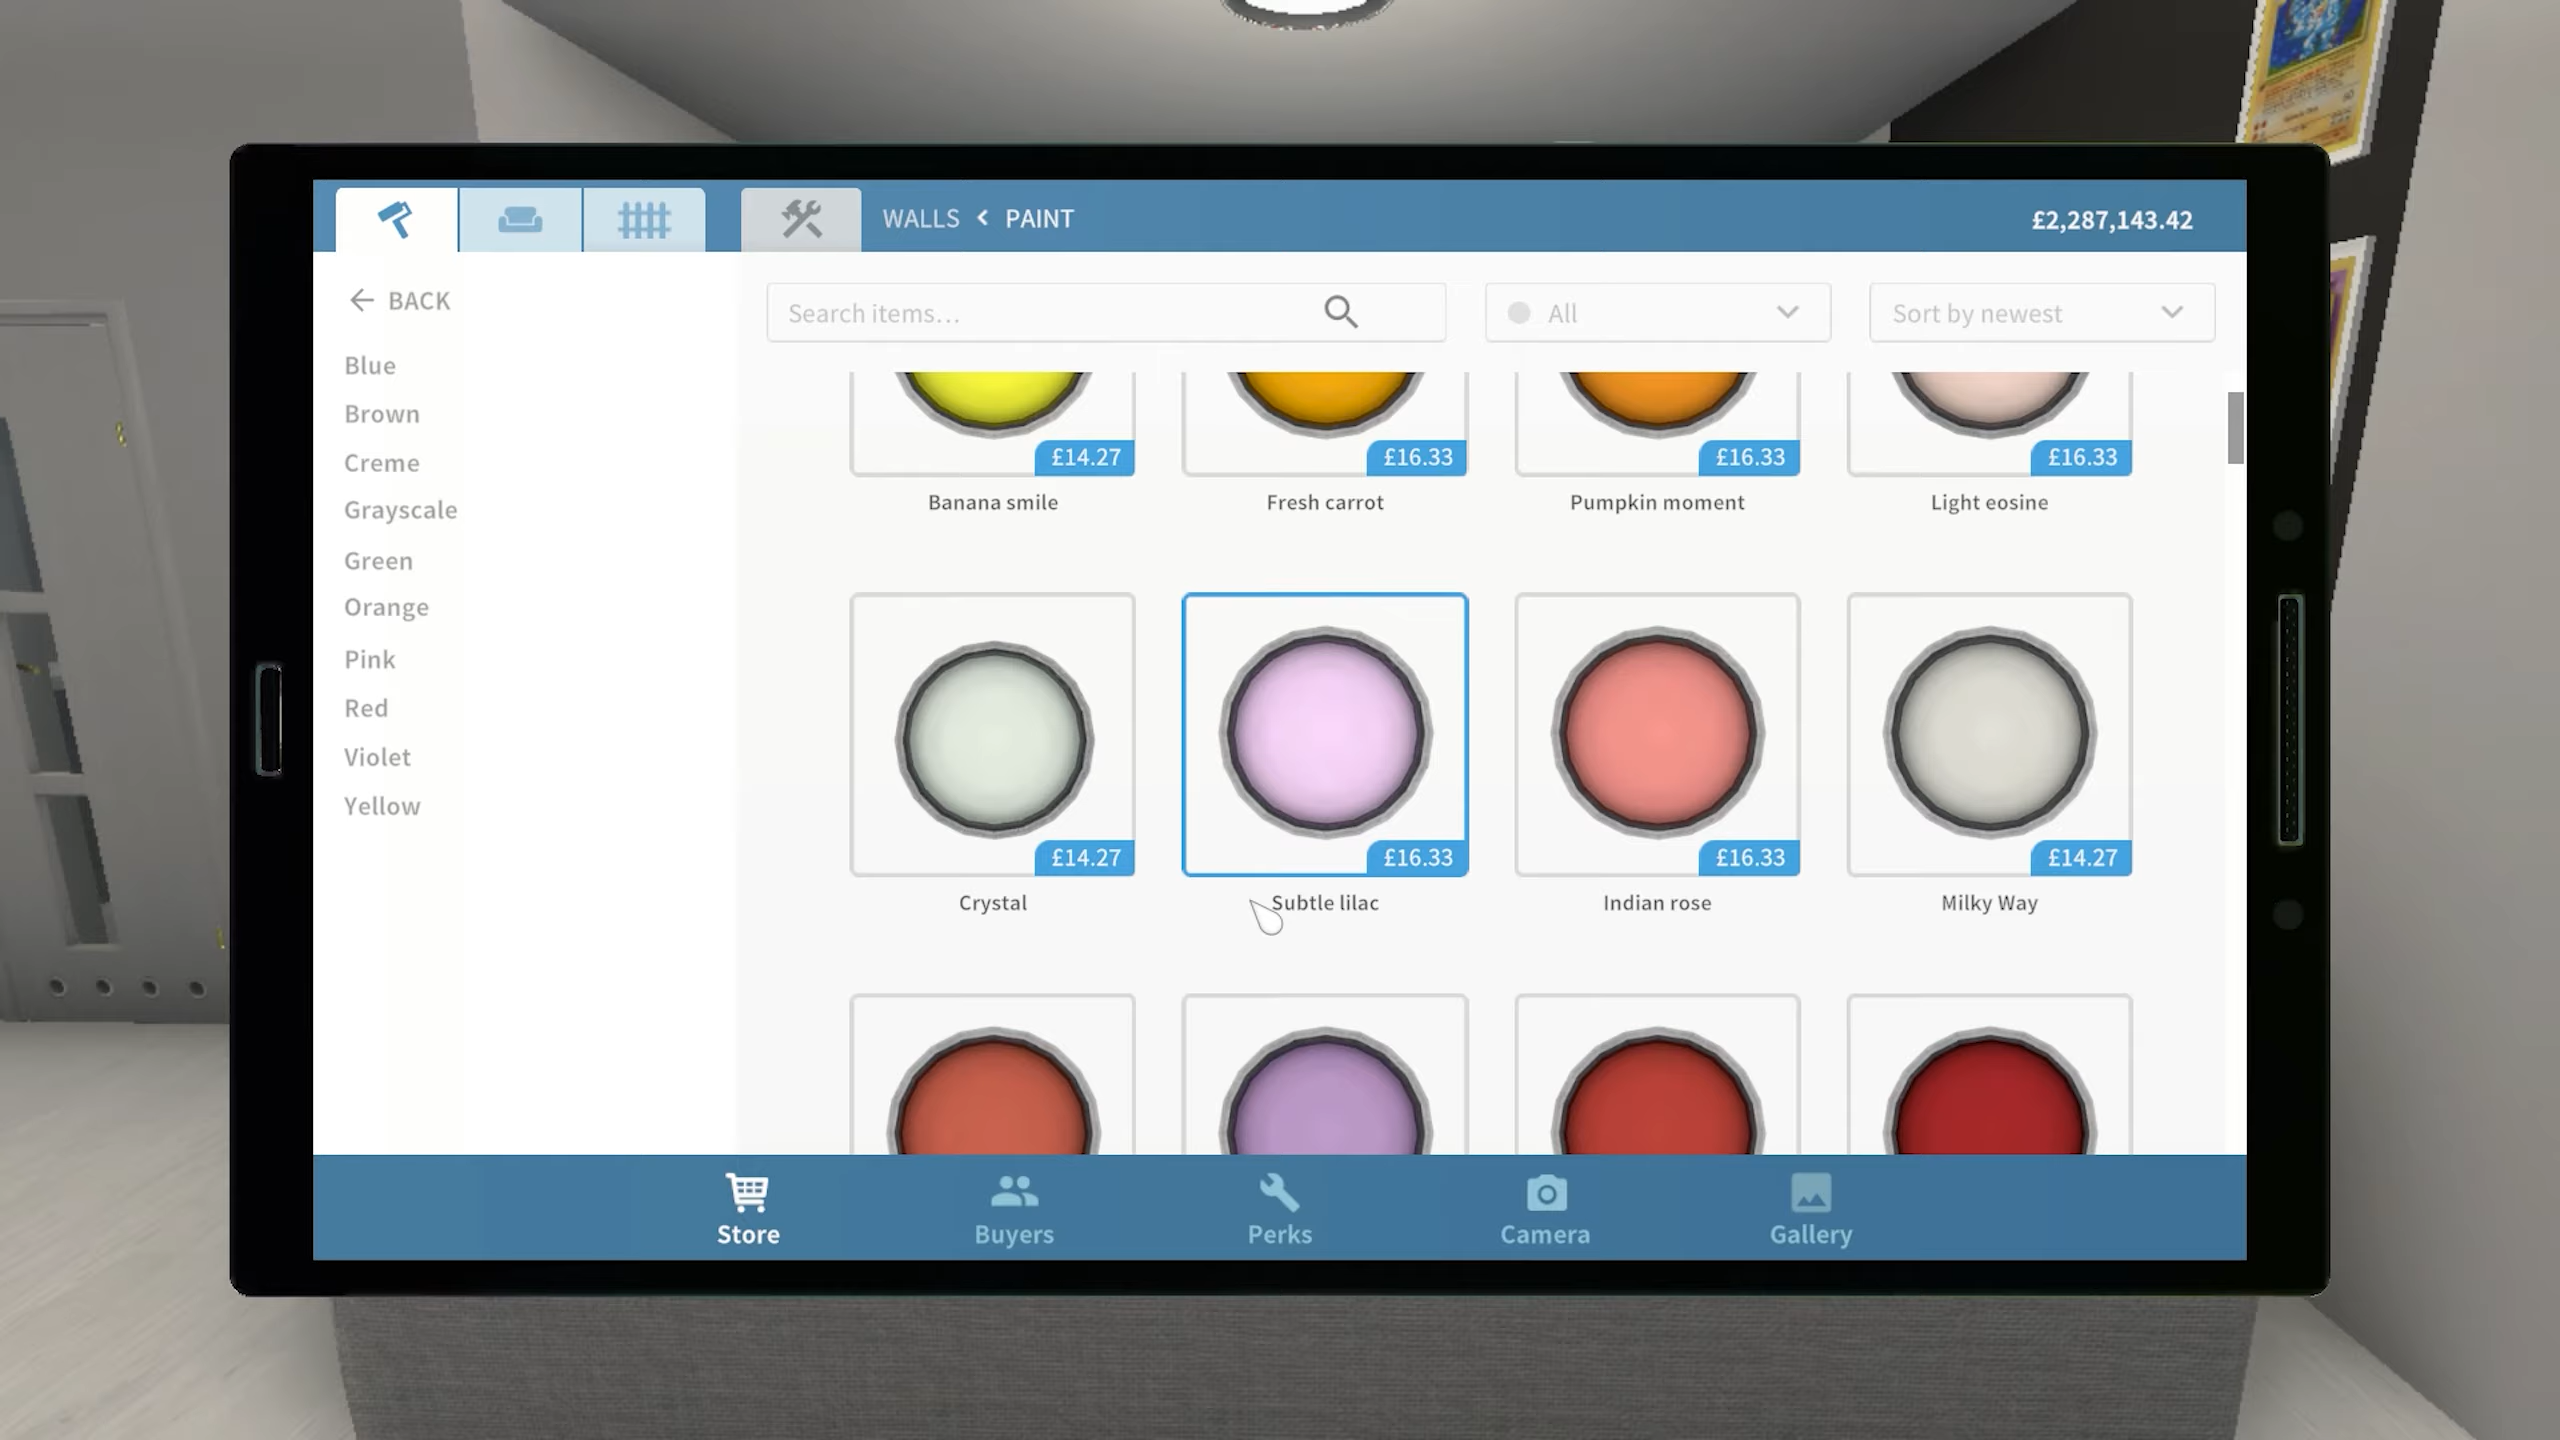 WALLS < PAINT
£2,287,143.42
BACK
Search items...
All
Sort by newest
Blue
Brown
Creme
Grayscale
Green
Orange
Pink
Red
Violet
Yellow
£14.27
£16.33
£16.33
£16.33
Banana smile
Fresh carrot
Pumpkin moment
Light eosine
£14.27
£16.33
£16.33
£14.27
Crystal
Subtle lilac
Indian rose
Milky Way
Store
Buyers
Perks
Camera
Gallery